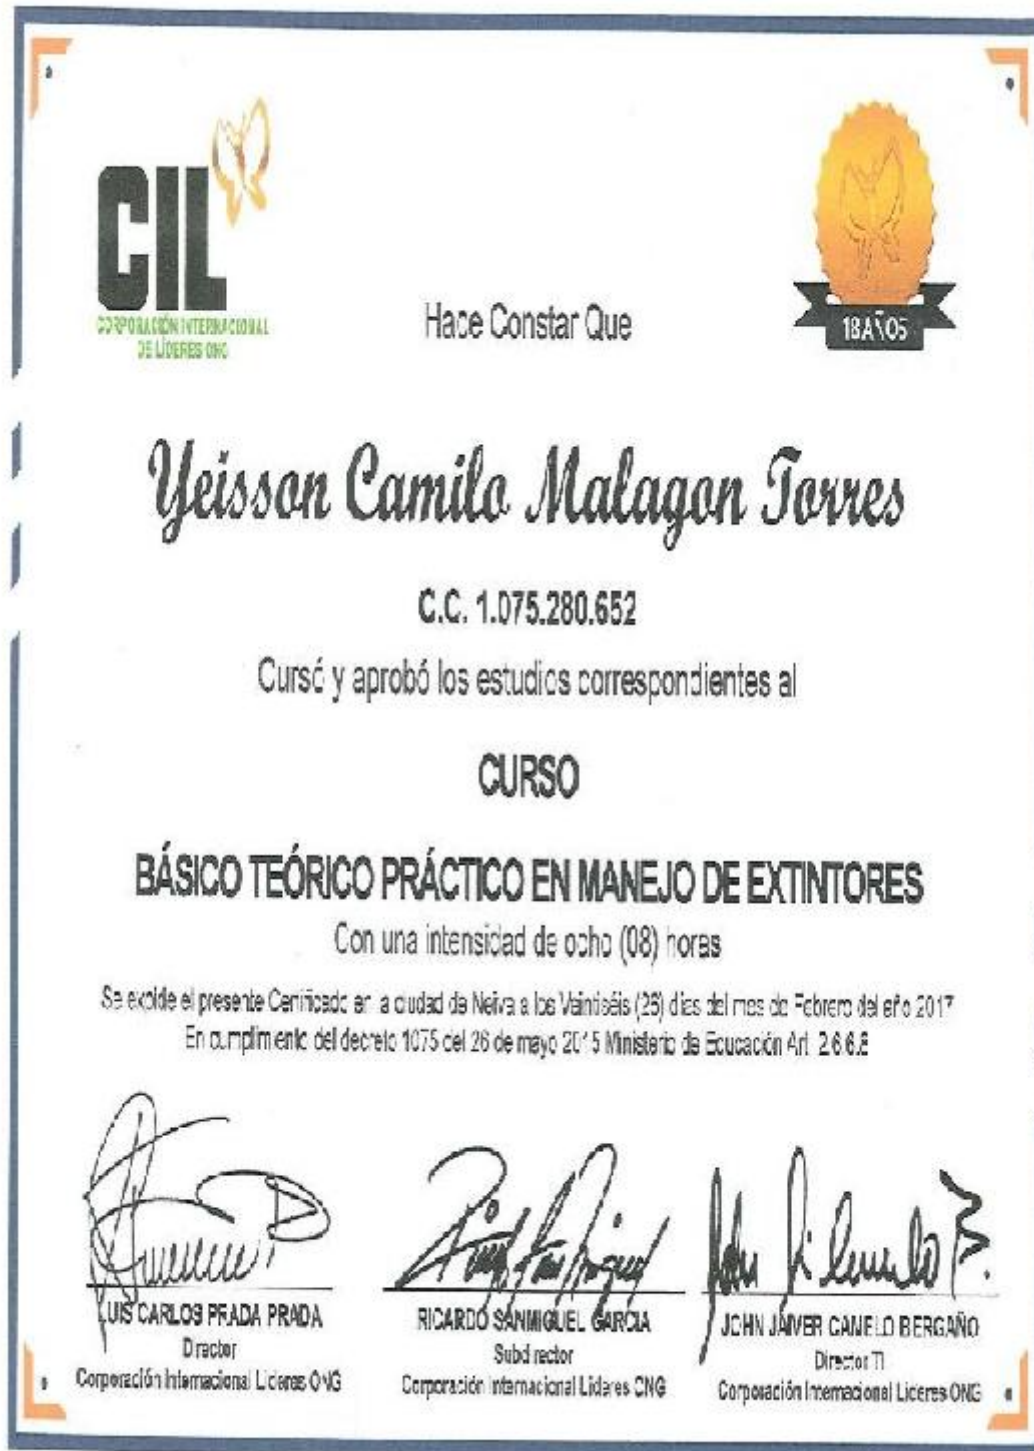 CIL
CORPORACIÓN INTERNACIONAL
DE LÍDERES ONG
18 AÑOS
Hace Constar Que
Yeisson Camilo Malagon Torres
C.C. 1.075.280.652
Cursó y aprobó los estudios correspondientes al
CURSO
BÁSICO TEÓRICO PRÁCTICO EN MANEJO DE EXTINTORES
Con una intensidad de ocho (08) horas
Se expide el presente Certificado en la ciudad de Neiva a los Veintiséis (26) días del mes de Febrero del año 2017
En cumplimiento del decreto 1075 del 26 de mayo 2015 Ministerio de Educación Art. 2.6.6.8
LUIS CARLOS PRADA PRADA
Director
Corporación Internacional Lideres ONG
RICARDO SANMIGUEL GARCIA
Subdirector
Corporación Internacional Lideres ONG
JOHN JAIVER CANELO BERGAÑO
Director TI
Corporación Internacional Lideres ONG